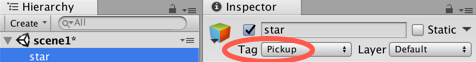 Hierarchy
Create All
scene1*
star
Inspector
star Static
Tag Pickup Layer Default